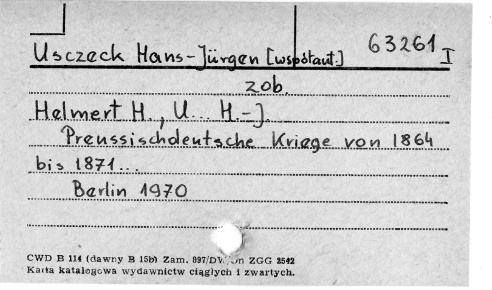 Usczeck Hans-Jürgen [współaut.] 63261 I
zob.
Helmert H., U... H.-J.
Preussischdeutsche Kriege von 1864
bis 1871...
Berlin 1970
CWD B 114 (dawny B 15b) Zam. 897/DW. ZGG 2542
Karta katalogowa wydawnictw ciągłych i zwartych.